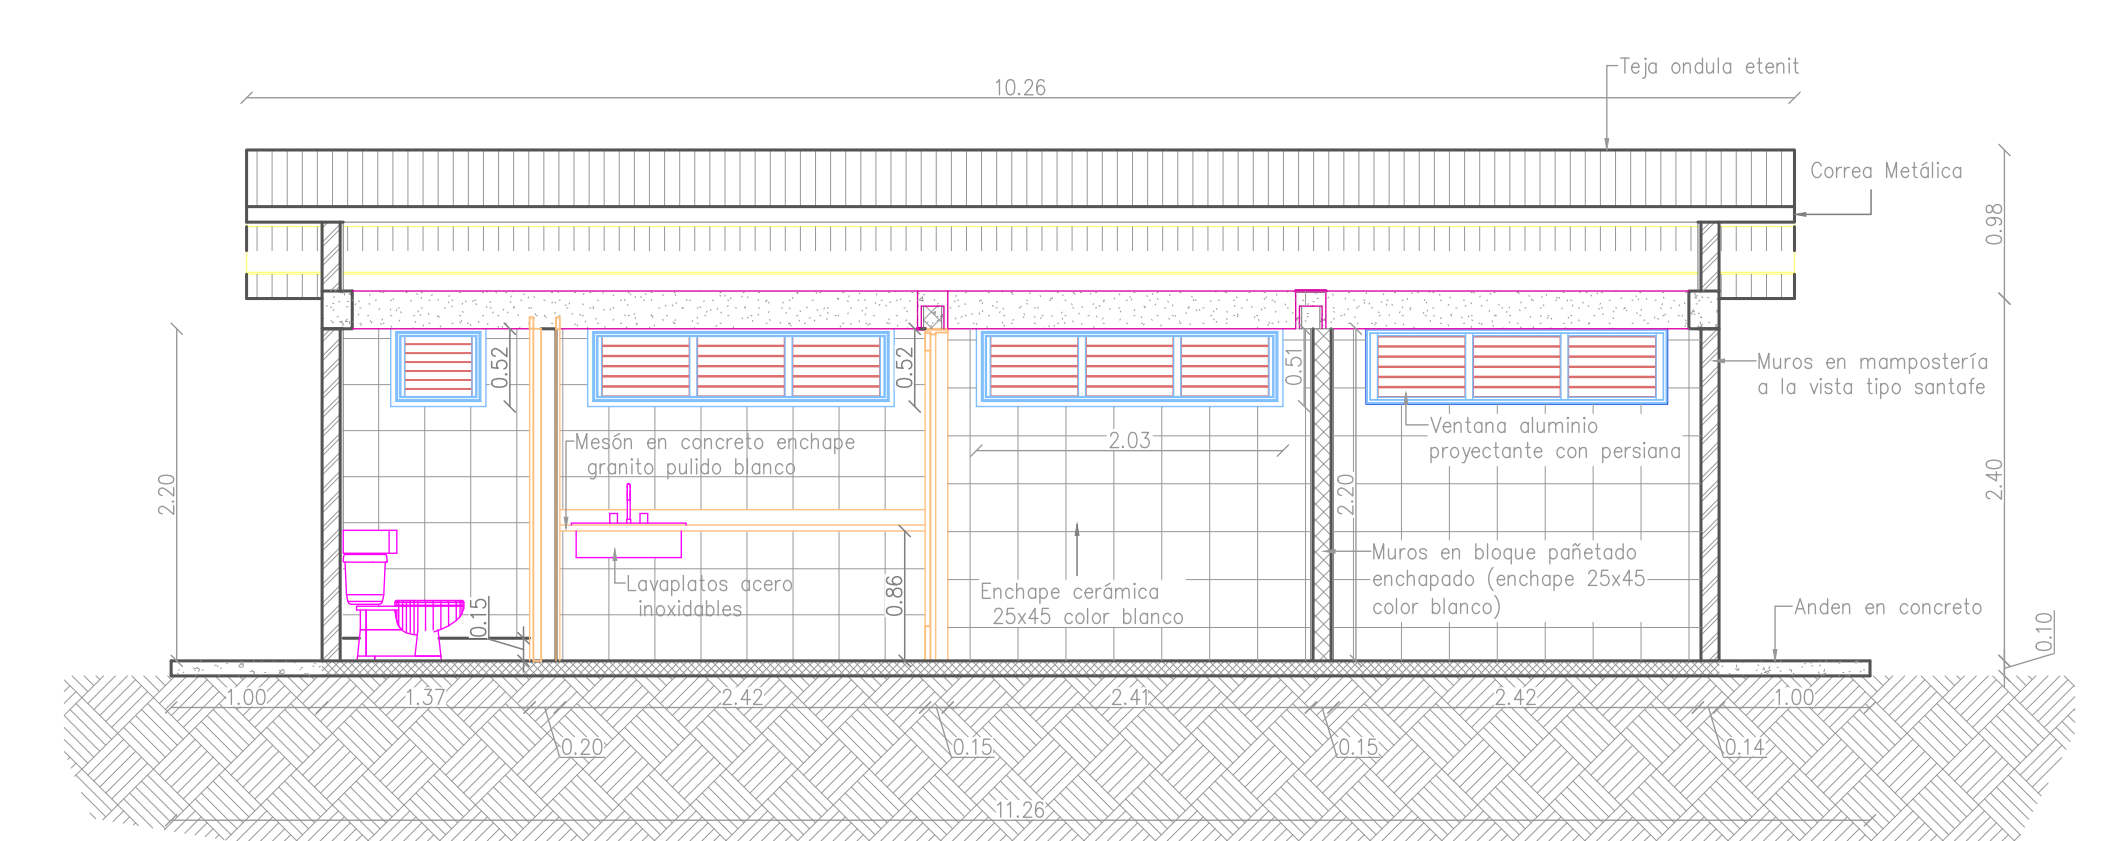 Teja ondula etenit
10.26
Correa Metálica
0.98
Muros en mampostería
a la vista tipo santafe
0.52
0.52
0.51
Ventana aluminio
proyectante con persiana
2.03
Mesón en concreto enchape
granito pulido blanco
2.20
2.20
2.40
Muros en bloque pañetado
enchapado (enchape 25x45
color blanco)
Lavaplatos acero
inoxidables
0.86
Enchape cerámica
25x45 color blanco
0.15
Anden en concreto
0.10
1.00
1.37
2.42
2.41
2.42
1.00
0.20
0.15
0.15
0.14
11.26